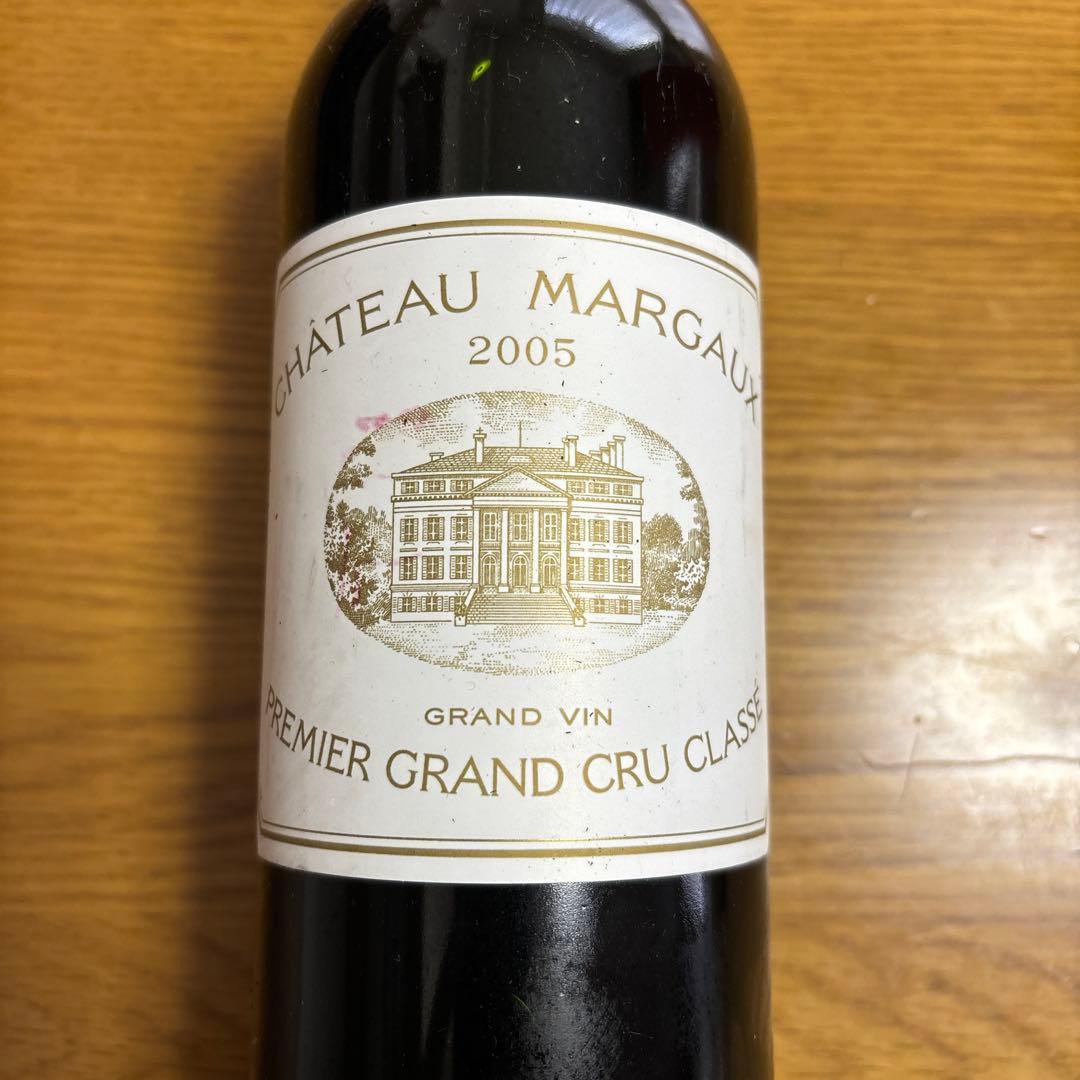 CHÂTEAU MARGAUX
2005
GRAND VIN
PREMIER GRAND CRU CLASSÉ